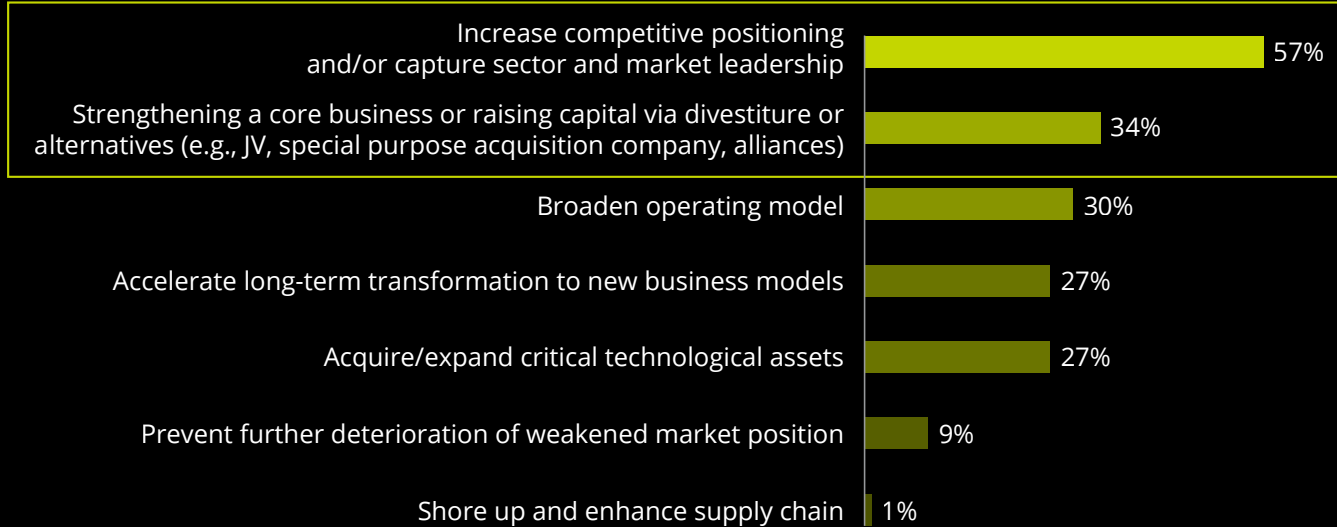 Increase competitive positioning
and/or capture sector and market leadership
57%
Strengthening a core business or raising capital via divestiture or
alternatives (e.g., JV, special purpose acquisition company, alliances)
34%
Broaden operating model
30%
Accelerate long-term transformation to new business models
27%
Acquire/expand critical technological assets
27%
Prevent further deterioration of weakened market position
9%
Shore up and enhance supply chain
1%